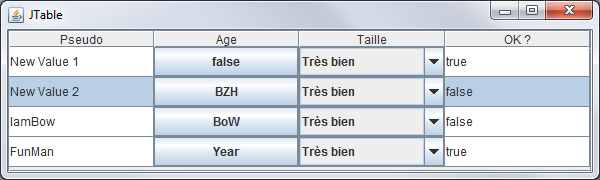 JTable
Pseudo Age Taille OK ?
New Value 1 false Très bien true
New Value 2 BZH Très bien false
IamBow BoW Très bien false
FunMan Year Très bien true